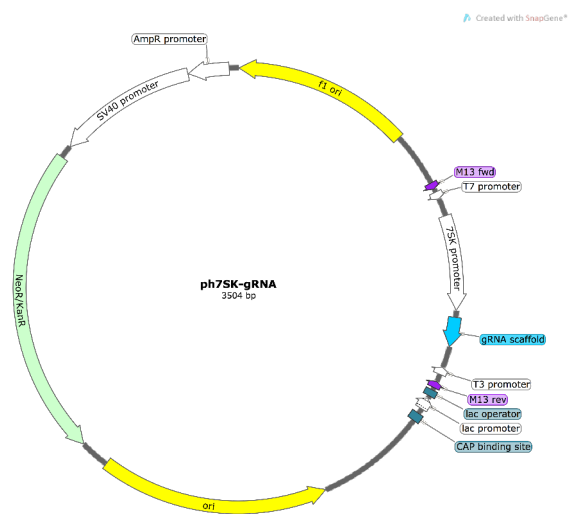 Created with SnapGene®
AmpR promoter
f1 ori
SV40 promoter
M13 fwd
T7 promoter
7SK promoter
ph7SK-gRNA
3504 bp
NeoR/KanR
gRNA scaffold
T3 promoter
M13 rev
lac operator
lac promoter
CAP binding site
ori